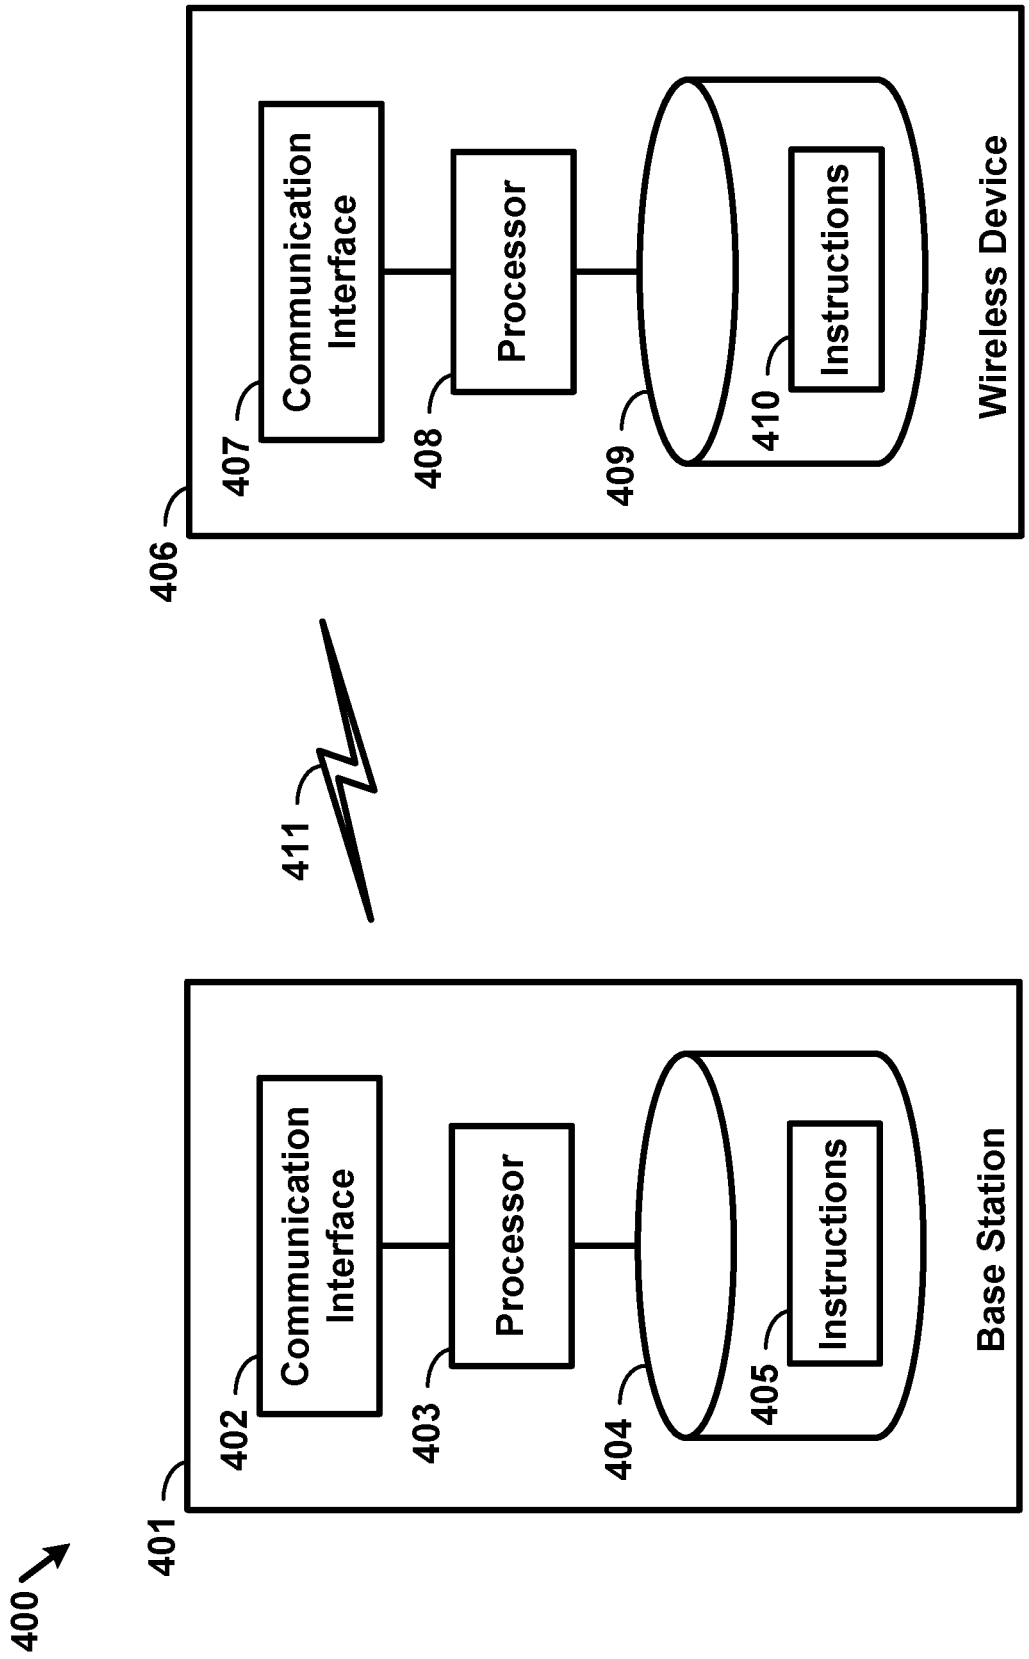 400
401
402
Communication
Interface
403
Processor
404
405
Instructions
Base Station
411
406
407
Communication
Interface
408
Processor
409
410
Instructions
Wireless Device